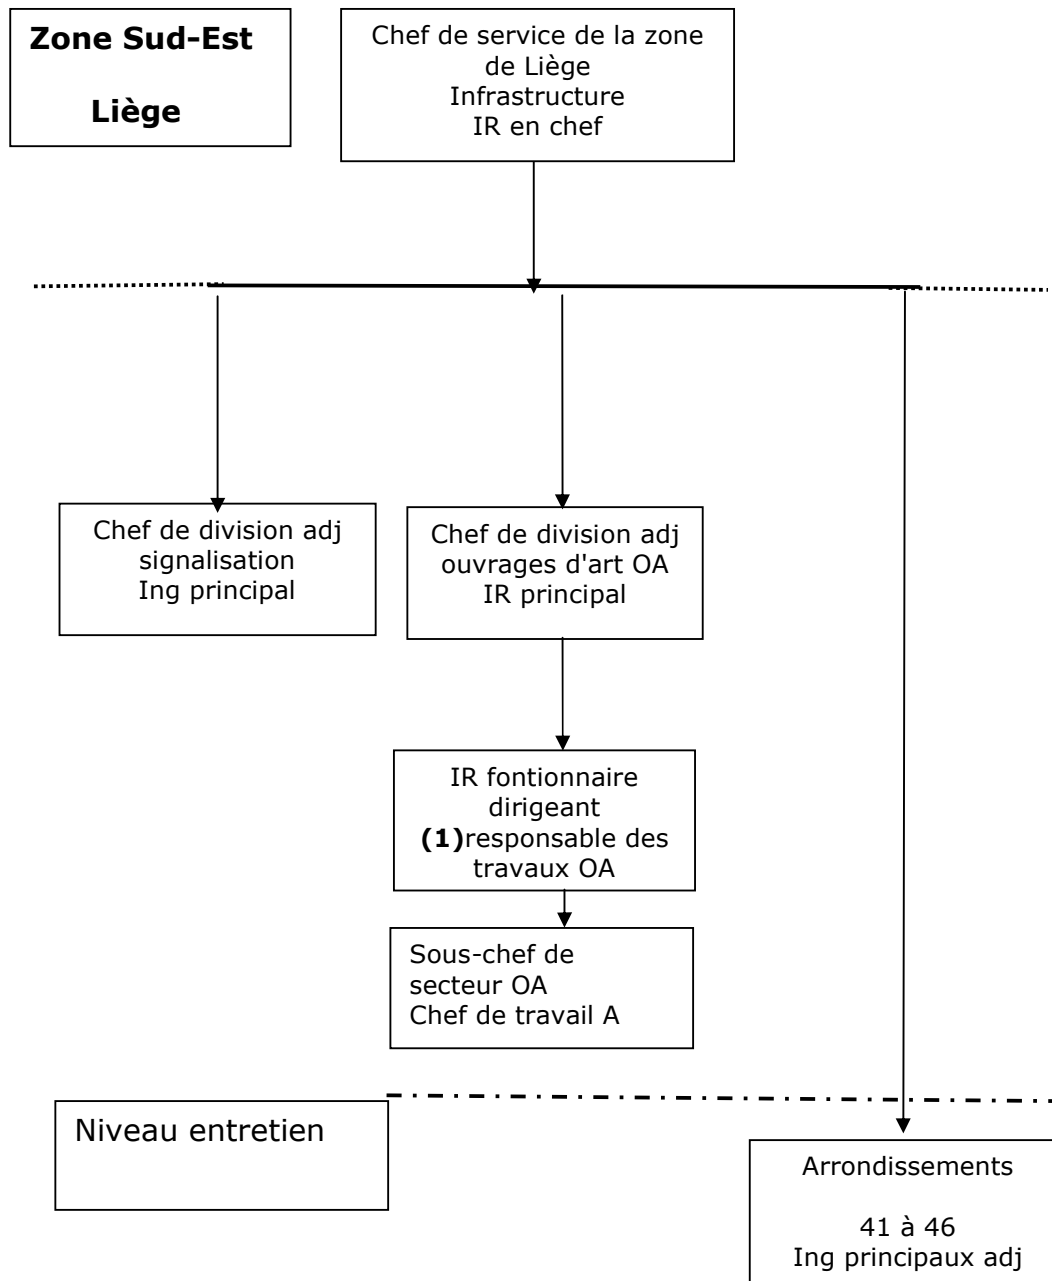 Zone Sud-Est
Liège
Chef de service de la zone
de Liège
Infrastructure
IR en chef
Chef de division adj
signalisation
Ing principal
Chef de division adj
ouvrages d'art OA
IR principal
IR fontionnaire
dirigeant
(1)responsable des
travaux OA
Sous-chef de
secteur OA
Chef de travail A
Niveau entretien
Arrondissements
41 à 46
Ing principaux adj